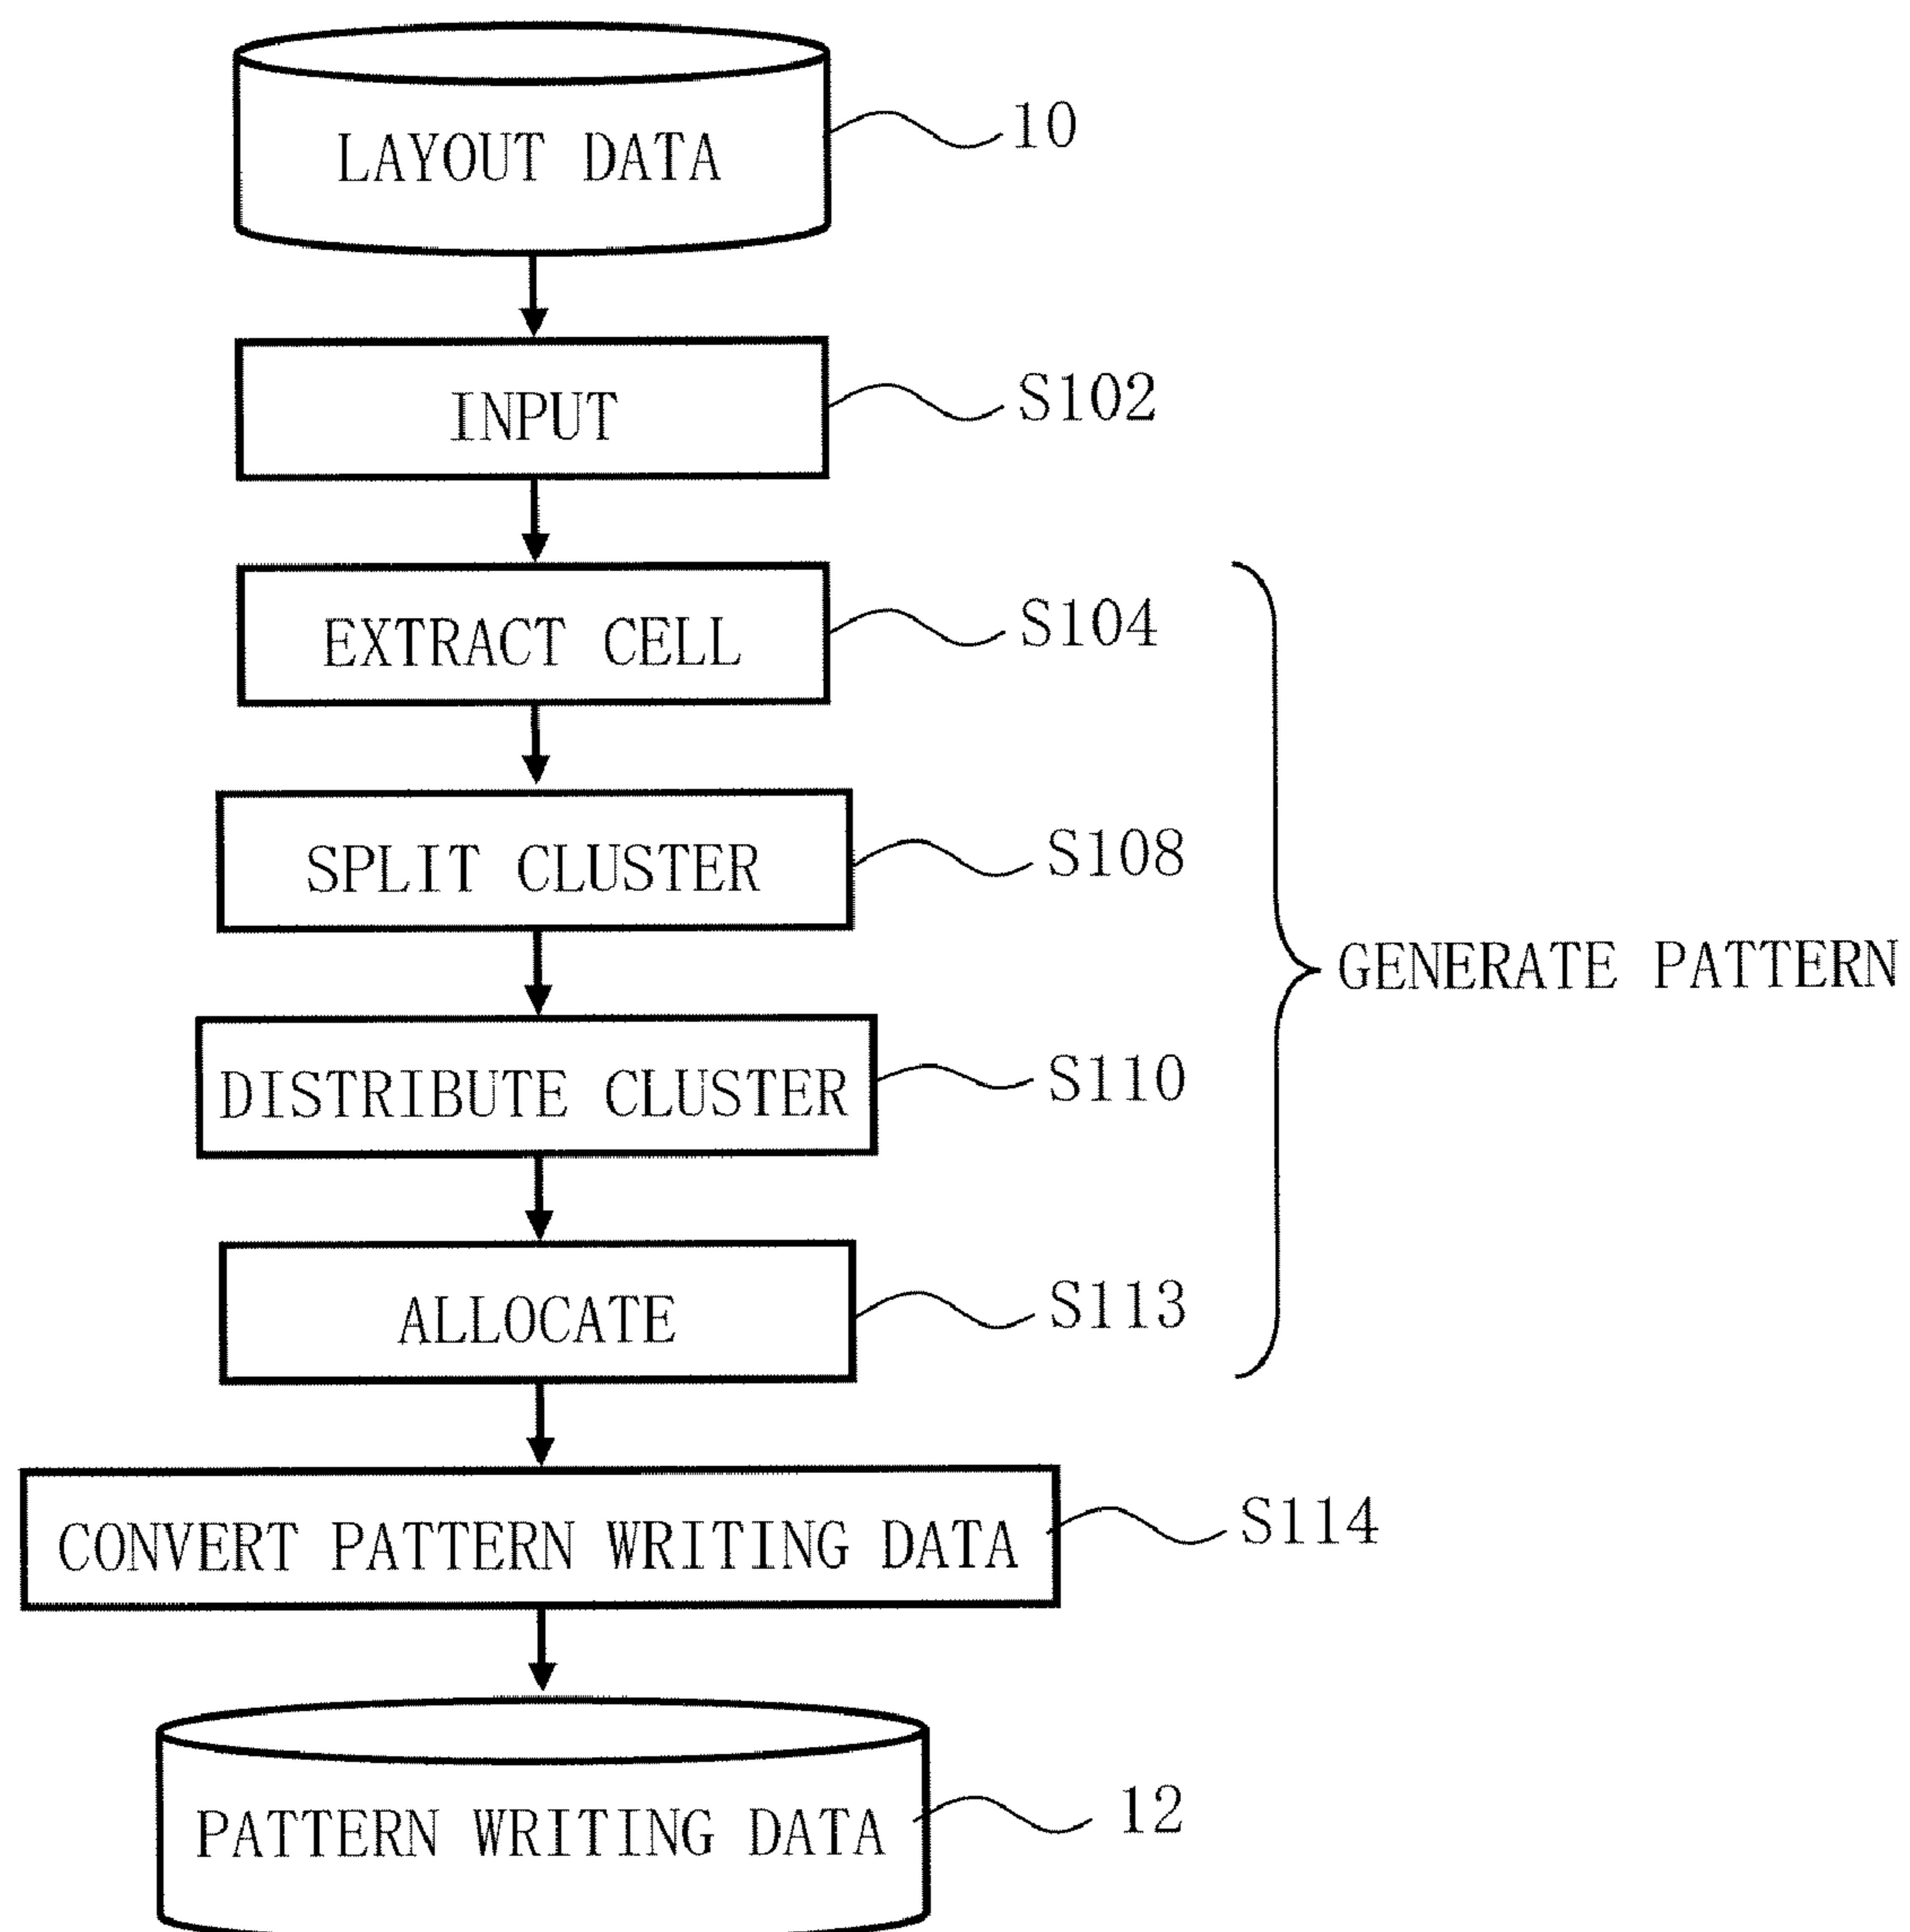 LAYOUT DATA
10
INPUT
S102
EXTRACT CELL
S104
SPLIT CLUSTER
S108
GENERATE PATTERN
DISTRIBUTE CLUSTER
S110
ALLOCATE
S113
CONVERT PATTERN WRITING DATA
S114
PATTERN WRITING DATA
12